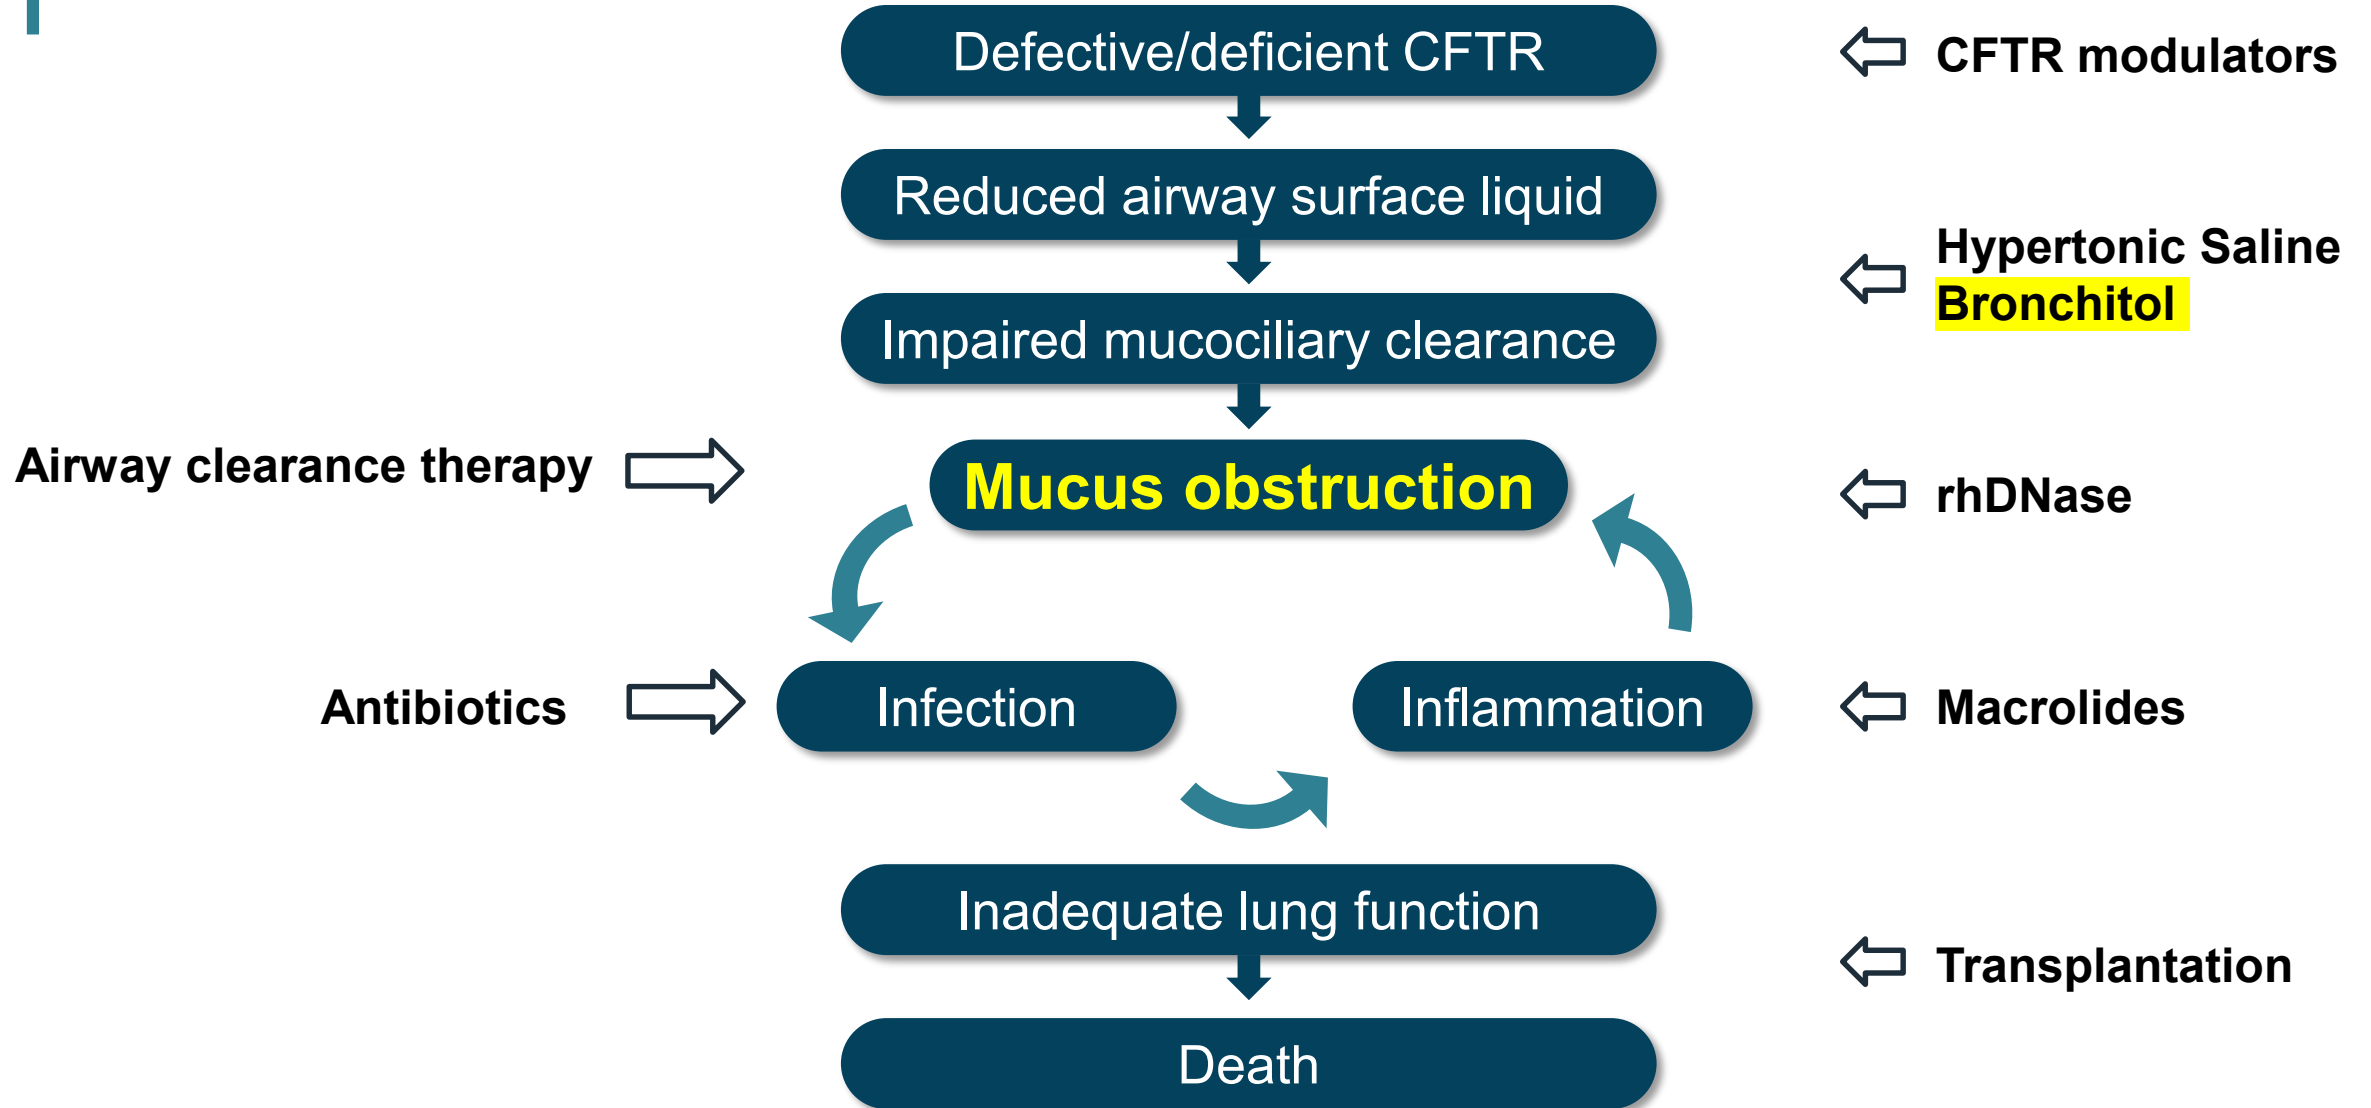 Defective/deficient CFTR
CFTR modulators
Reduced airway surface liquid
Hypertonic Saline
Bronchitol
Impaired mucociliary clearance
Airway clearance therapy
Mucus obstruction
rhDNase
Antibiotics
Infection
Inflammation
Macrolides
Inadequate lung function
Transplantation
Death